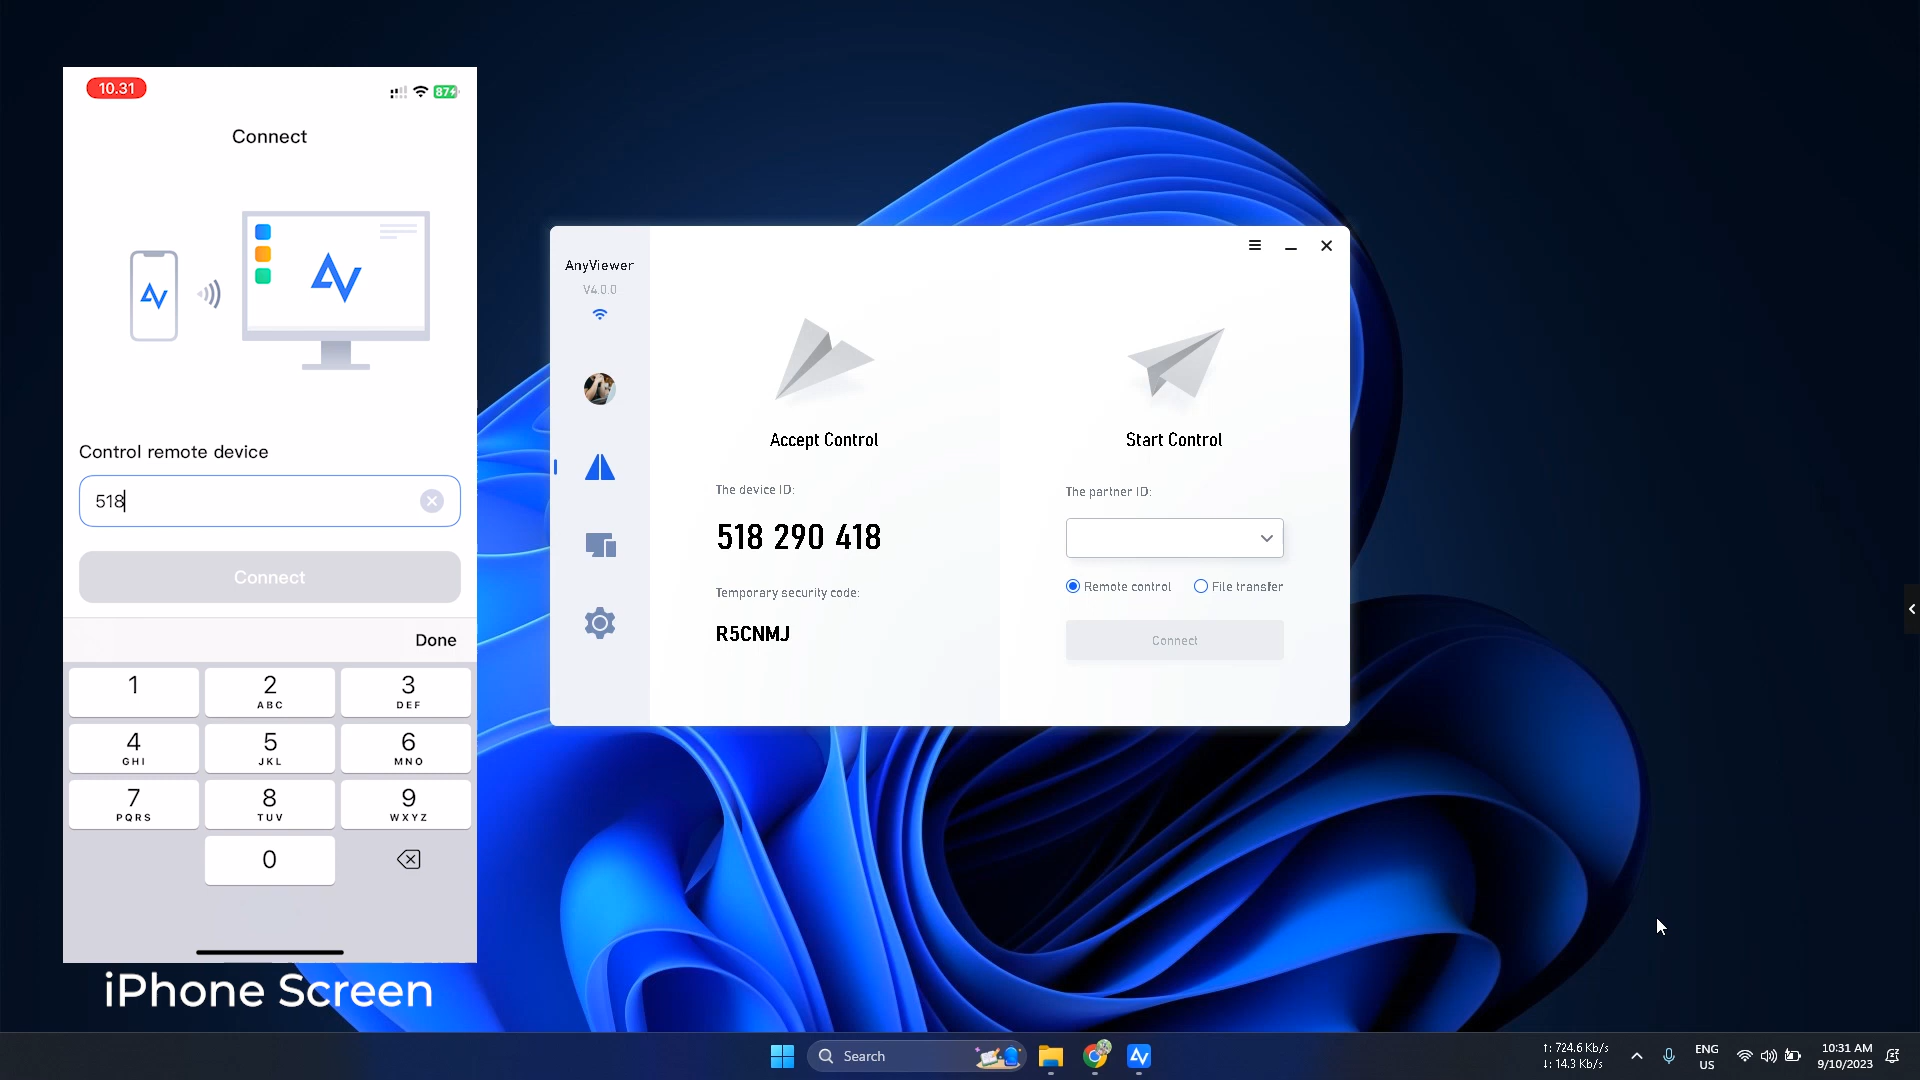 10.31
87
Connect
Control remote device
518
Connect
Done
1
2
ABC
3
DEF
4
GHI
5
JKL
6
MNO
7
PQRS
8
TUV
9
WXYZ
0
iPhone Screen
AnyViewer
V4.0.0
Accept Control
The device ID:
518 290 418
Temporary security code:
R5CNMJ
Start Control
The partner ID:
Remote control
File transfer
Connect
Search
↑: 724.6 Kb/s
↓: 14.3 Kb/s
ENG
US
10:31 AM
9/10/2023